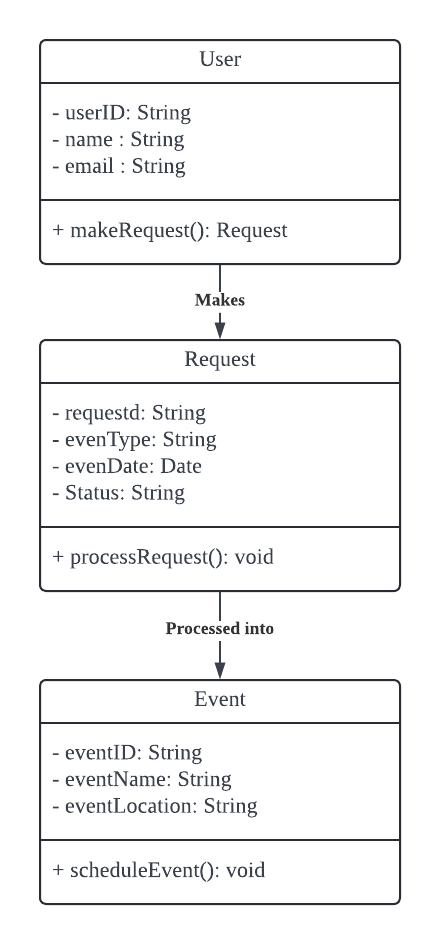 User
- userID: String
- name : String
- email : String
+ makeRequest(): Request
Makes
Request
- requestd: String
- evenType: String
- evenDate: Date
- Status: String
+ processRequest(): void
Processed into
Event
- eventID: String
- eventName: String
- eventLocation: String
+ scheduleEvent(): void